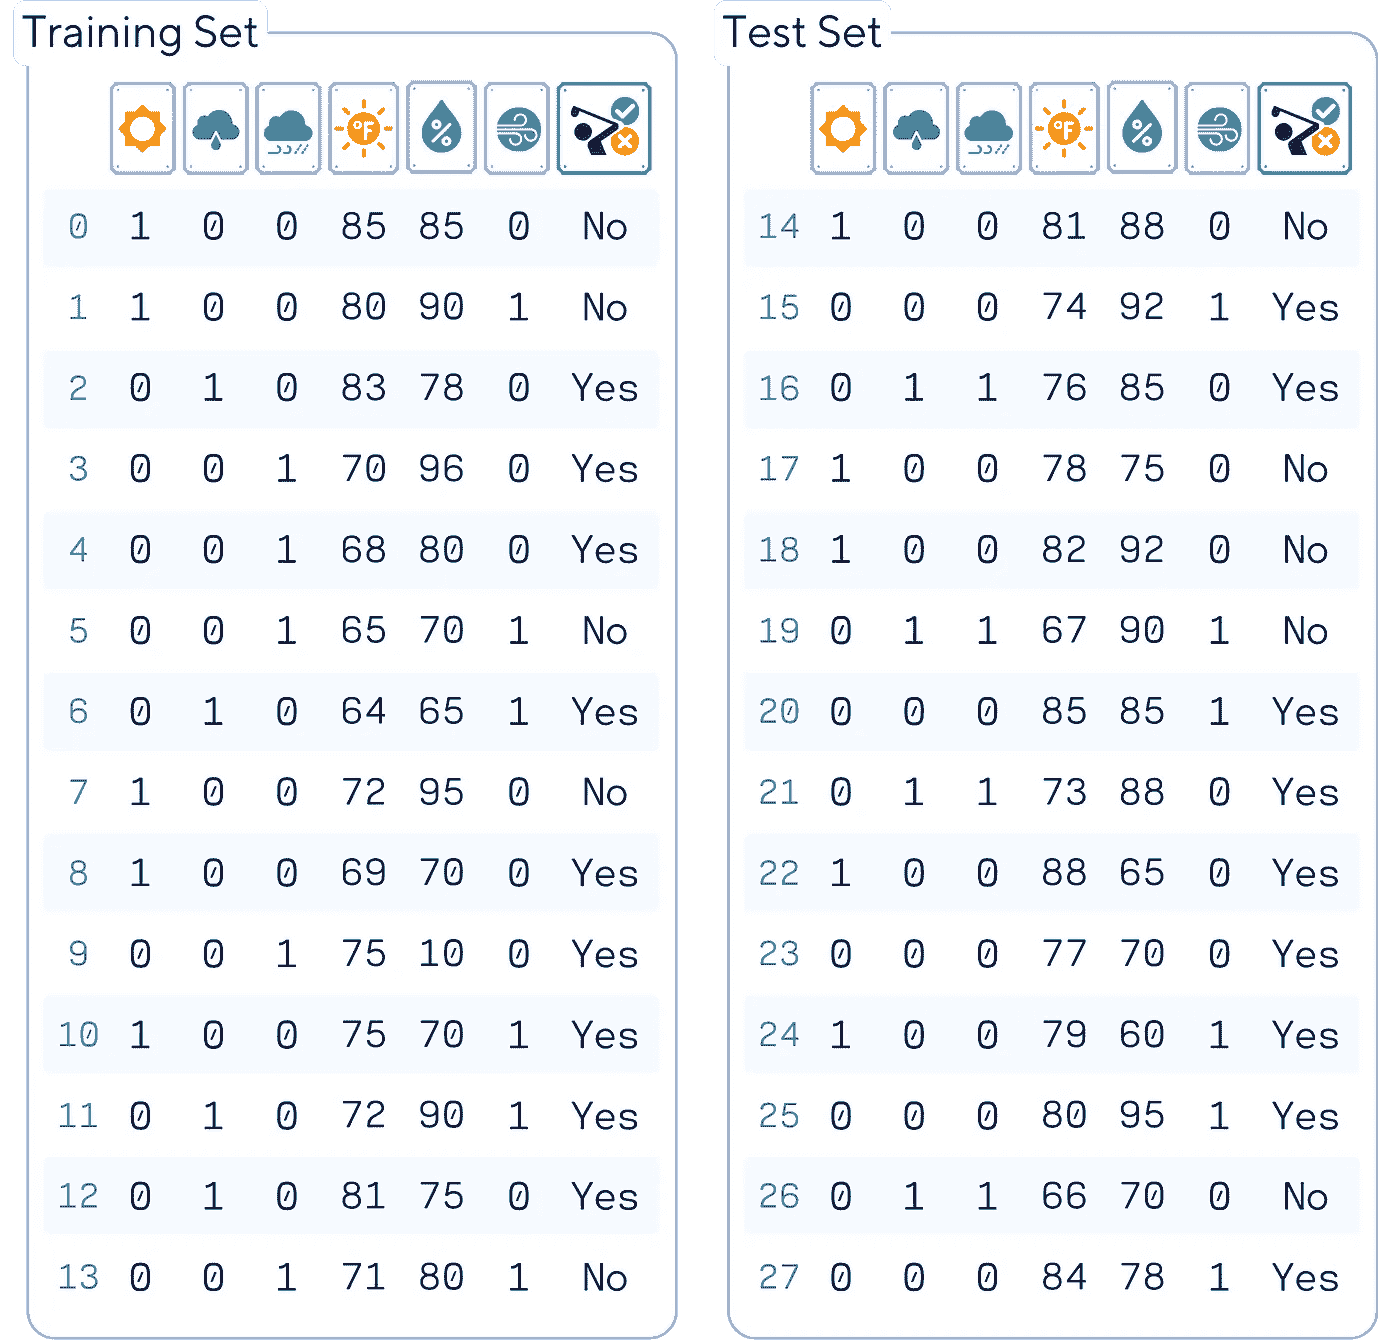 Training Set
°F % 
0 1 0 0 85 85 0 No
1 1 0 0 80 90 1 No
2 0 1 0 83 78 0 Yes
3 0 0 1 70 96 0 Yes
4 0 0 1 68 80 0 Yes
5 0 0 1 65 70 1 No
6 0 1 0 64 65 1 Yes
7 1 0 0 72 95 0 No
8 1 0 0 69 70 0 Yes
9 0 0 1 75 10 0 Yes
10 1 0 0 75 70 1 Yes
11 0 1 0 72 90 1 Yes
12 0 1 0 81 75 0 Yes
13 0 0 1 71 80 1 No
Test Set
°F %
14 1 0 0 81 88 0 No
15 0 0 0 74 92 1 Yes
16 0 1 1 76 85 0 Yes
17 1 0 0 78 75 0 No
18 1 0 0 82 92 0 No
19 0 1 1 67 90 1 No
20 0 0 0 85 85 1 Yes
21 0 1 1 73 88 0 Yes
22 1 0 0 88 65 0 Yes
23 0 0 0 77 70 0 Yes
24 1 0 0 79 60 1 Yes
25 0 0 0 80 95 1 Yes
26 0 1 1 66 70 0 No
27 0 0 0 84 78 1 Yes